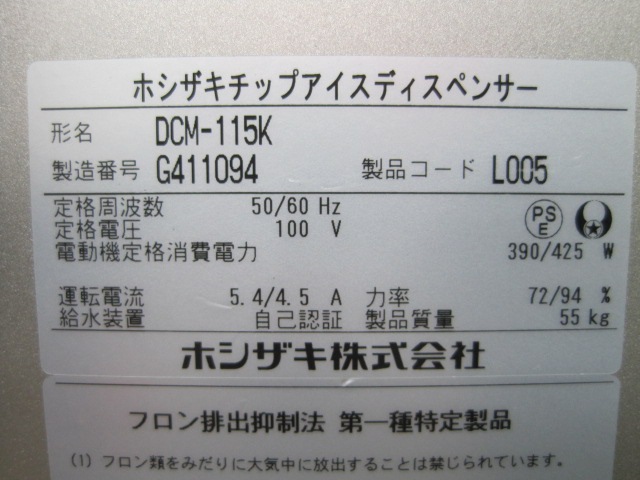 ホシザキチップアイスディスペンサー
形名 DCM-115K
製造番号 G411094 製品コード L005
定格周波数 50/60 Hz
定格電圧 100 V
PS E
電動機定格消費電力 390/425 W
運転電流 5.4/4.5 A 力率 72/94 %
給水装置 自己認証 製品質量 55 kg
ホシザキ株式会社
フロン排出抑制法 第一種特定製品
(1) フロン類をみだりに大気中に放出することは禁じられています。